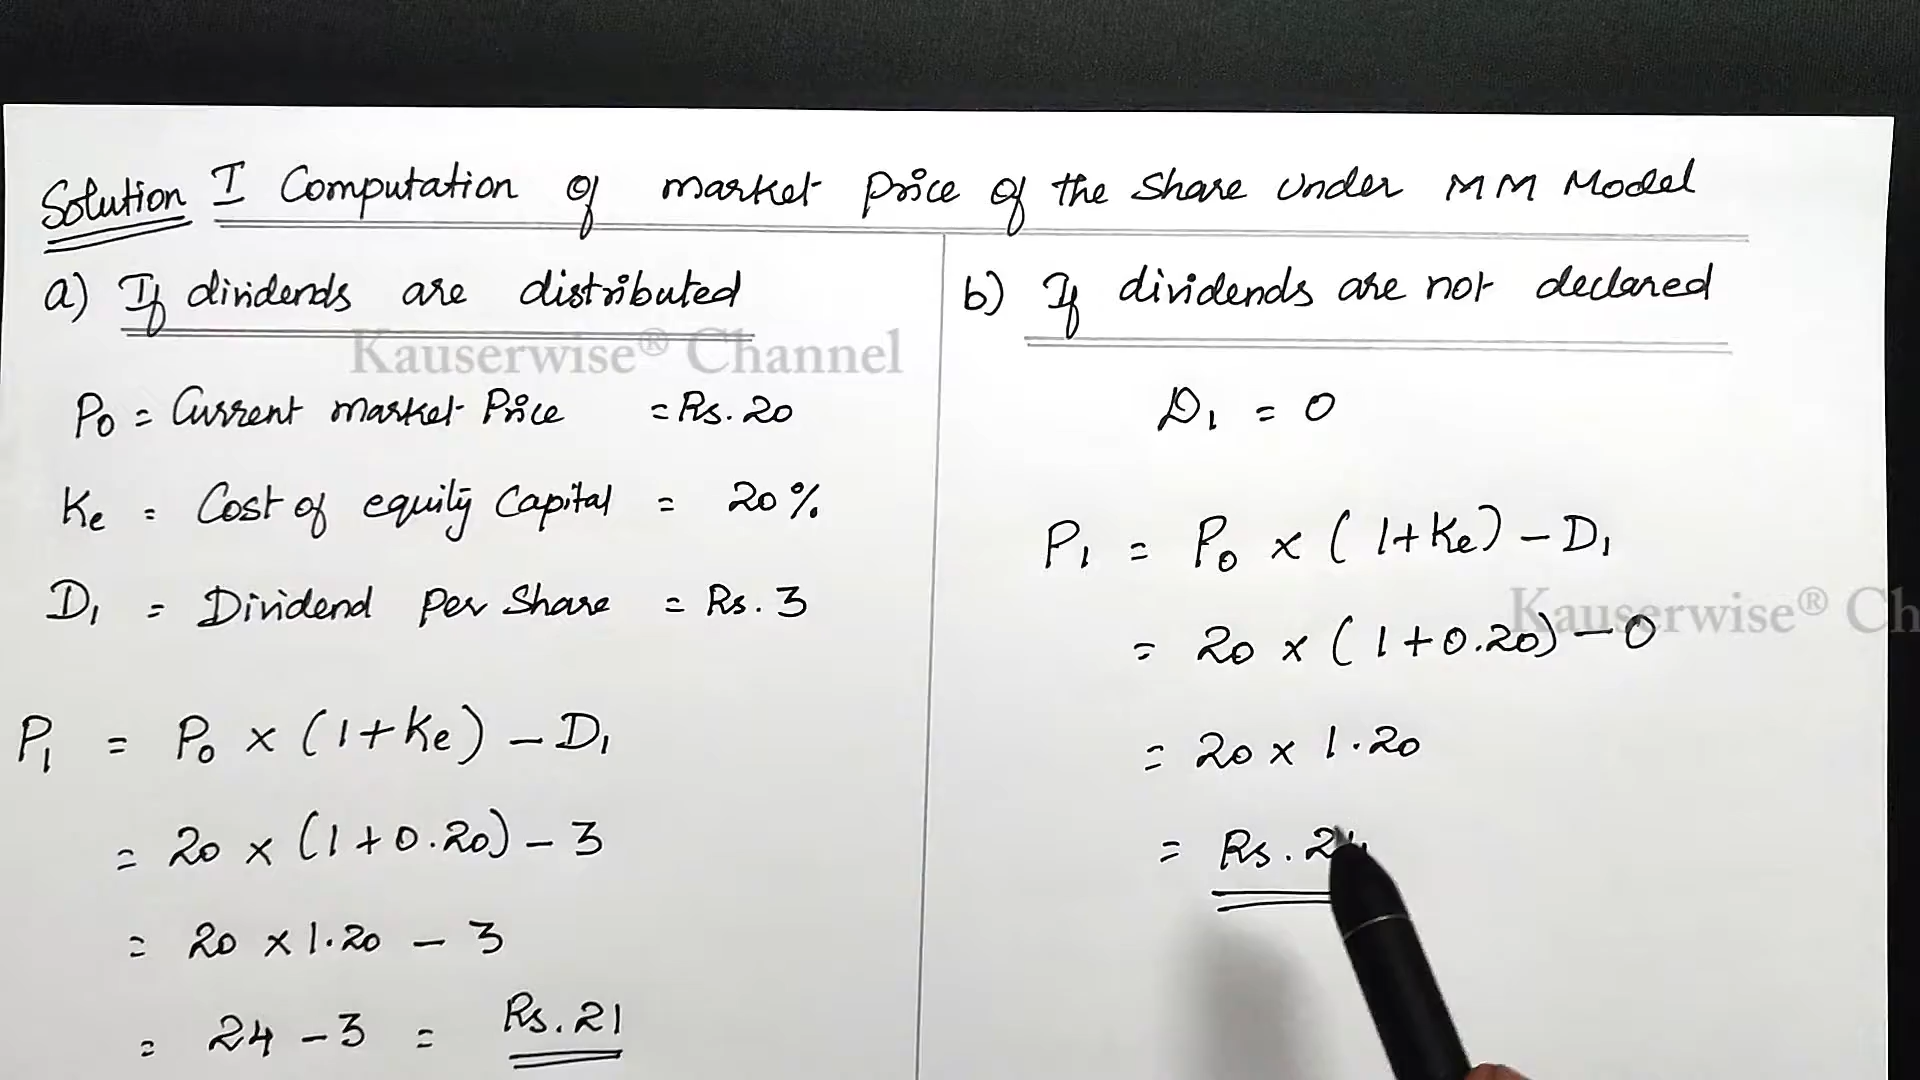 Solution I Computation of market Price of the Share under MM Model
a) If dividends are distributed
Kauserwise® Channel
P0 = Current market Price = Rs. 20
Ke = Cost of equity Capital = 20%
D1 = Dividend Per Share = Rs. 3
P1 = P0 × (1+Ke) – D1
= 20 × (1+0.20) – 3
= 20 × 1.20 – 3
= 24 – 3 = Rs. 21
b) If dividends are not declared
D1 = 0
P1 = P0 × (1+Ke) – D1
Kauserwise® Ch
= 20 × (1+0.20) – 0
= 20 × 1.20
= Rs. 24